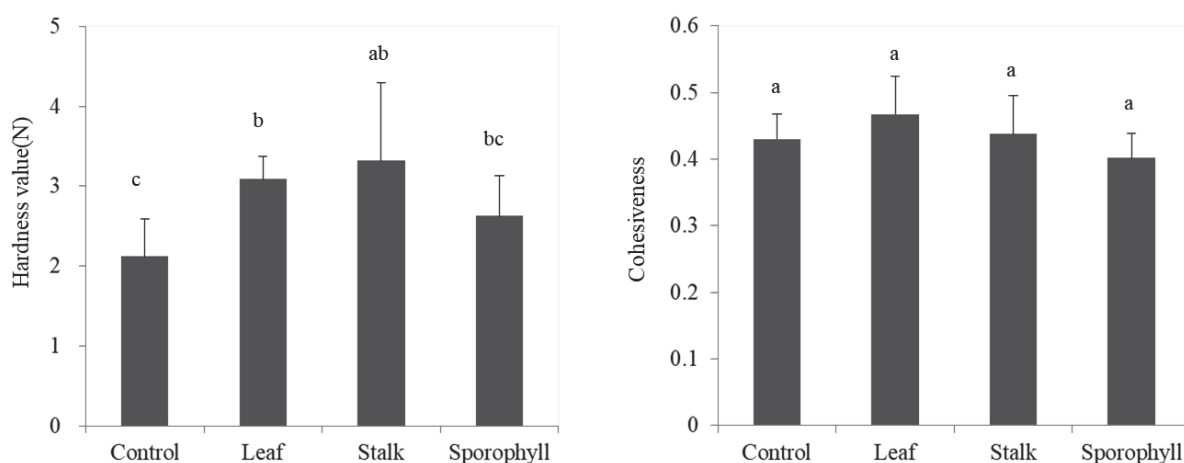 Hardness value(N)
5
4
3
2
1
0
c
b
ab
bc
Control
Leaf
Stalk
Sporophyll
Cohesiveness
0.6
0.5
0.4
0.3
0.2
0.1
0
a
a
a
a
Control
Leaf
Stalk
Sporophyll